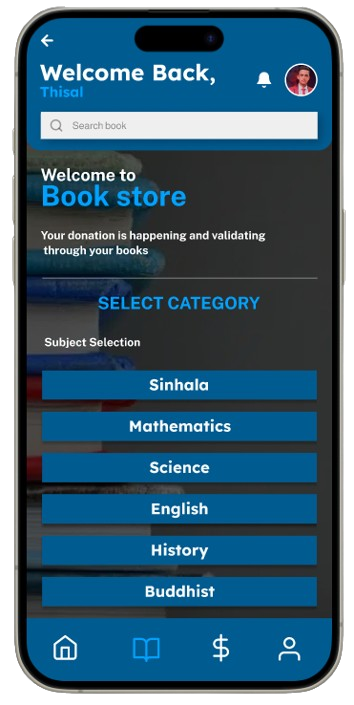 Welcome Back,
Thisal
Search book
Welcome to
Book store
Your donation is happening and validating
through your books
SELECT CATEGORY
Subject Selection
Sinhala
Mathematics
Science
English
History
Buddhist